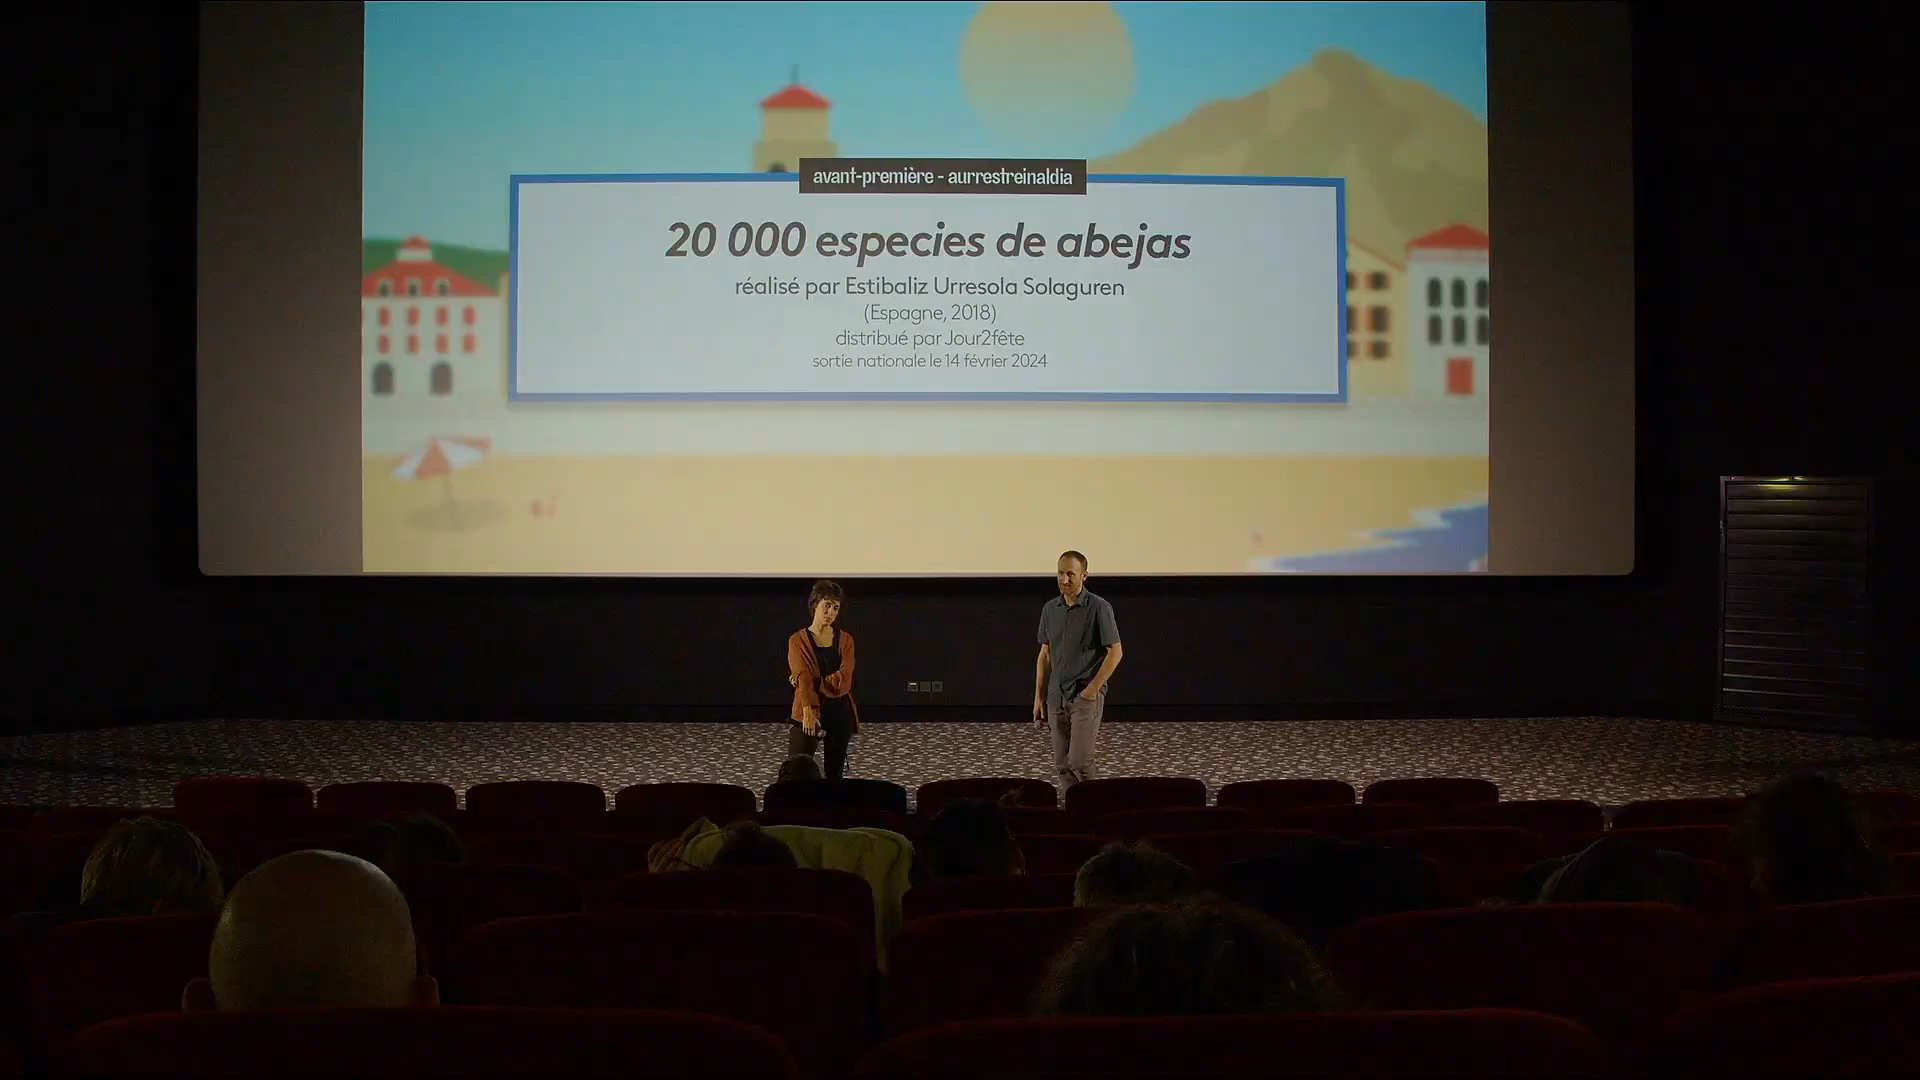 avant-première - aurrestreinaldia
20 000 especies de abejas
réalisé par Estibaliz Urresola Solaguren
(Espagne, 2018)
distribué par Jour2fête
sortie nationale le 14 février 2024